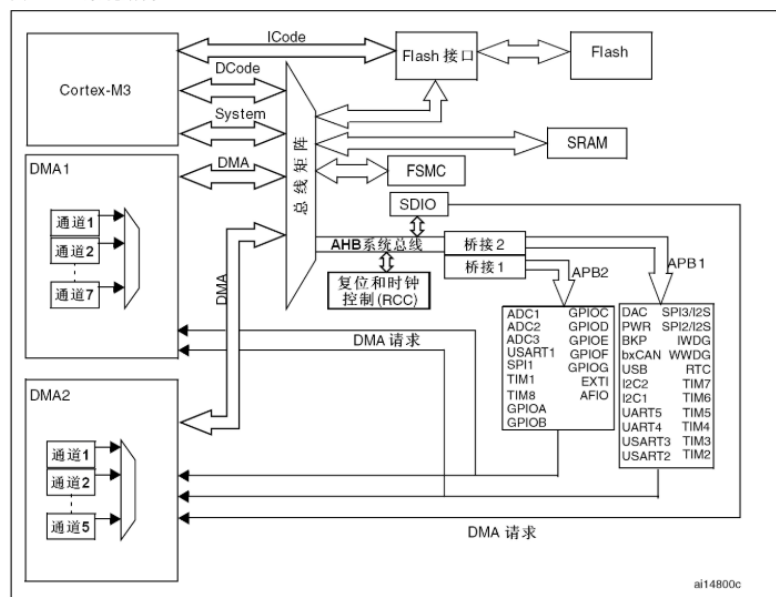 ICode
DCode
System
DMA
Cortex-M3
Flash 接口
Flash
SRAM
FSMC
SDIO
总线矩阵
DMA1
通道1
通道2
通道7
DMA
AHB系统总线
桥接2
桥接1
复位和时钟
控制(RCC)
APB2
APB1
ADC1
ADC2
ADC3
USART1
SPI1
TIM1
TIM8
GPIOA
GPIOB
GPIOC
GPIOD
GPIOE
GPIOF
GPIOG
EXTI
AFIO
DAC
PWR
BKP
bxCAN
USB
I2C2
I2C1
UART5
UART4
USART3
USART2
SPI3/I2S
SPI2/I2S
IWDG
WWDG
RTC
TIM7
TIM6
TIM5
TIM4
TIM3
TIM2
DMA 请求
DMA2
通道1
通道2
通道5
DMA 请求
ai14800c